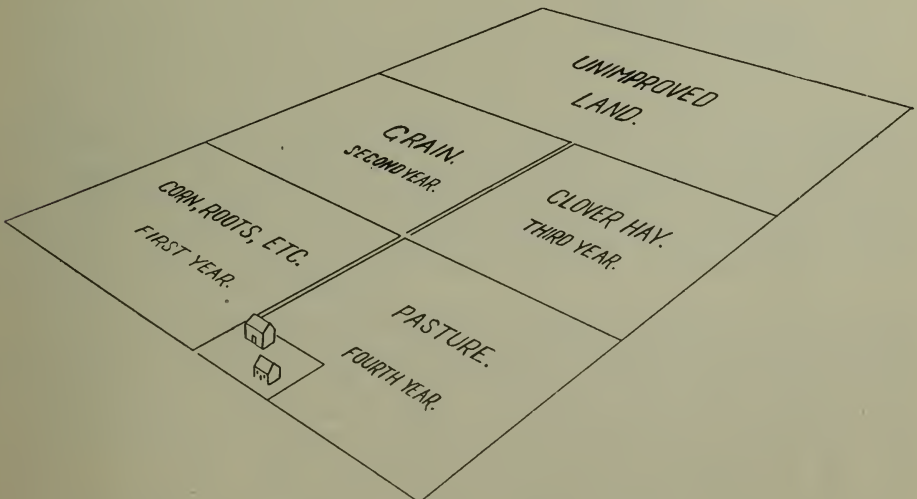 UNIMPROVED
LAND.
GRAIN.
SECOND YEAR.
CLOVER HAY.
THIRD YEAR.
CORN, ROOTS, ETC.
FIRST YEAR.
PASTURE.
FOURTH YEAR.